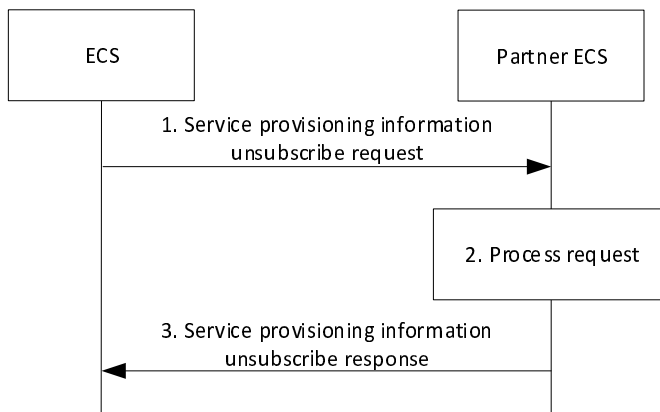 ECS
Partner ECS
1. Service provisioning information
unsubscribe request
2. Process request
3. Service provisioning information
unsubscribe response